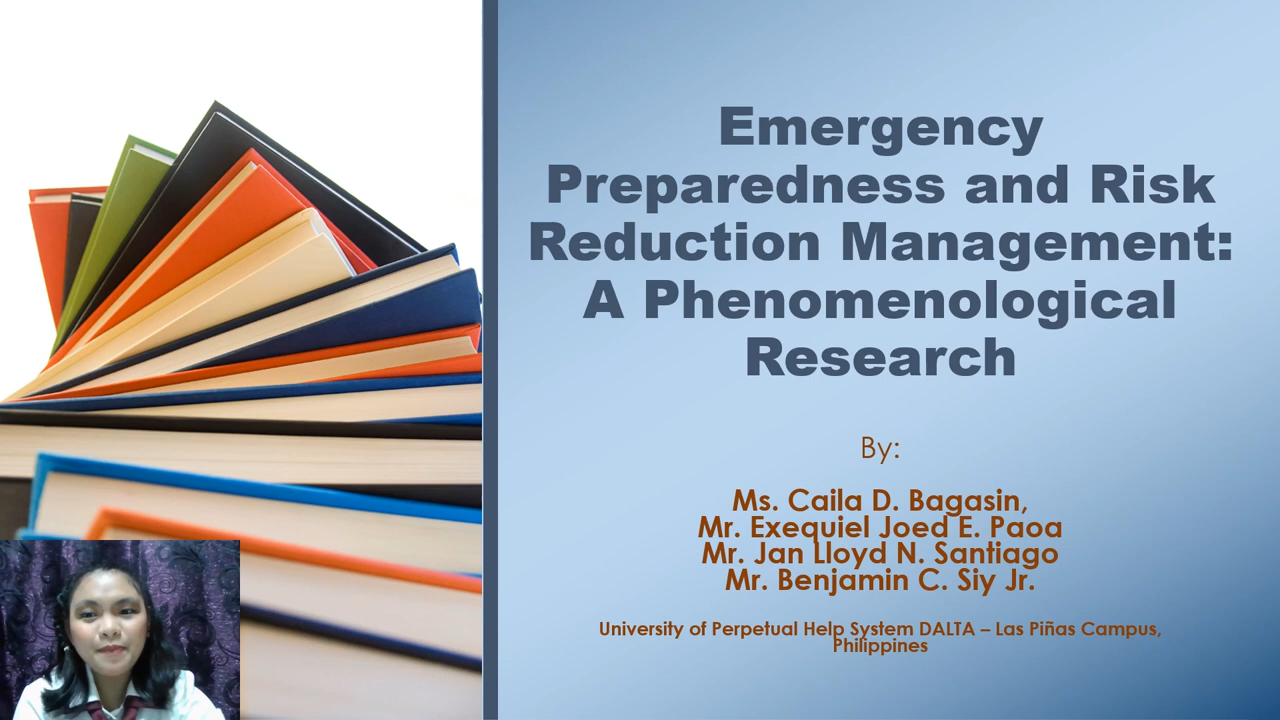 Emergency
Preparedness and Risk
Reduction Management:
A Phenomenological
Research
By:
Ms. Caila D. Bagasin,
Mr. Exequiel Joed E. Paoa
Mr. Jan Lloyd N. Santiago
Mr. Benjamin C. Siy Jr.
University of Perpetual Help System DALTA – Las Piñas Campus,
Philippines